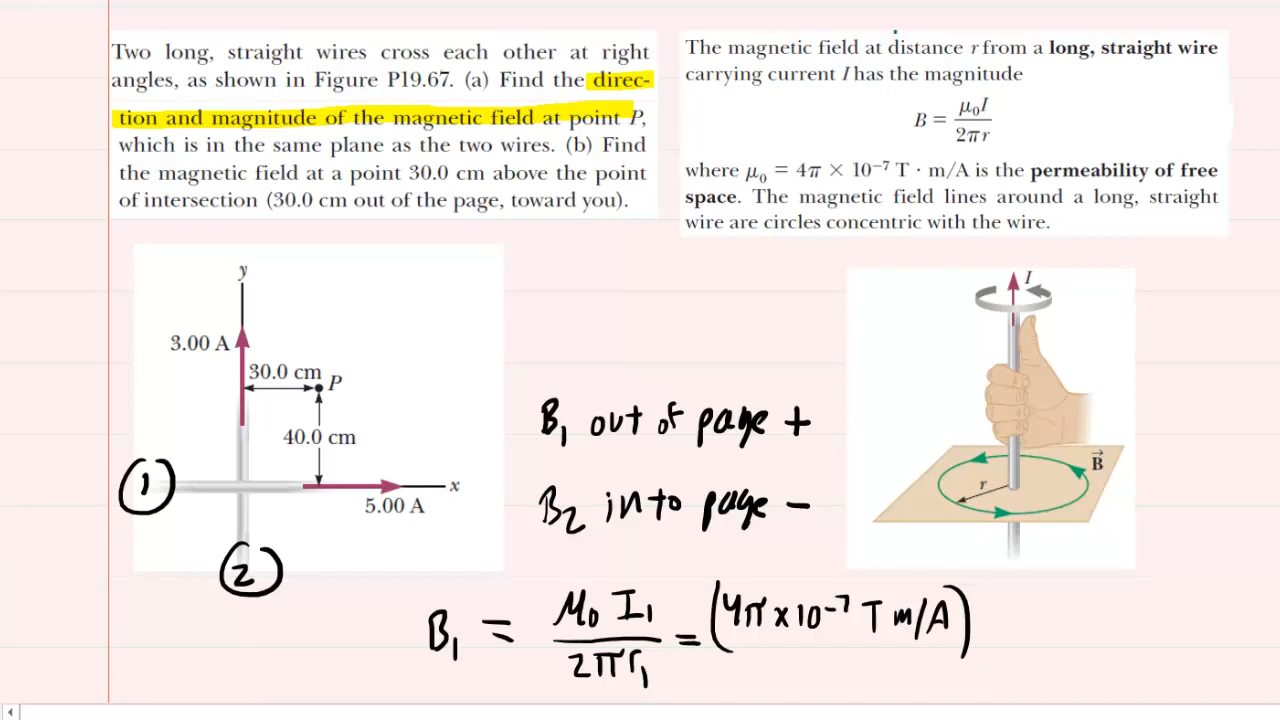 Two long, straight wires cross each other at right
angles, as shown in Figure P19.67. (a) Find the direc-
tion and magnitude of the magnetic field at point P,
which is in the same plane as the two wires. (b) Find
the magnetic field at a point 30.0 cm above the point
of intersection (30.0 cm out of the page, toward you).
The magnetic field at distance r from a long, straight wire
carrying current I has the magnitude
B = μ₀I / 2πr
where μ₀ = 4π × 10⁻⁷ T · m/A is the permeability of free
space. The magnetic field lines around a long, straight
wire are circles concentric with the wire.
y
3.00 A
30.0 cm P
40.0 cm
1
x
5.00 A
2
I
B⃗
r
B₁ out of page +
B₂ into page −
B₁ = μ₀ I₁ / 2πr₁ = (4π x 10⁻⁷ T m/A)